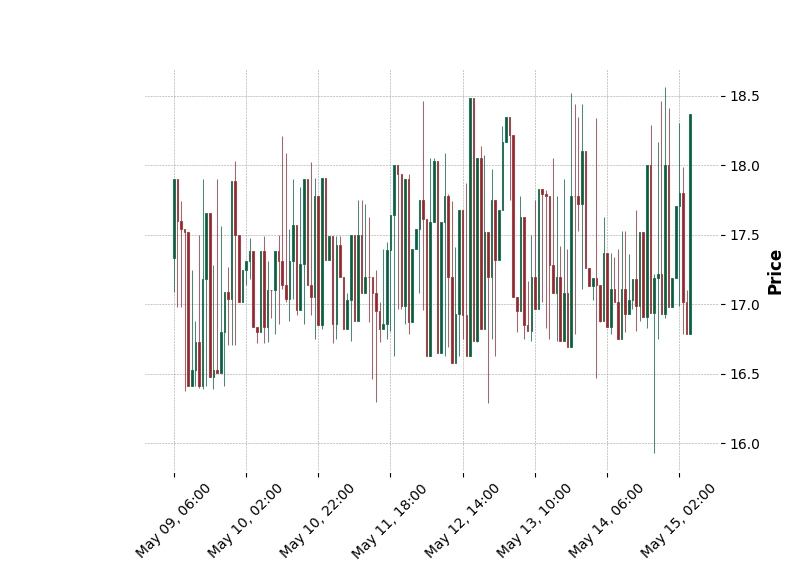 18.5
18.0
17.5
17.0
16.5
16.0
Price
May 09, 06:00
May 10, 02:00
May 10, 22:00
May 11, 18:00
May 12, 14:00
May 13, 10:00
May 14, 06:00
May 15, 02:00